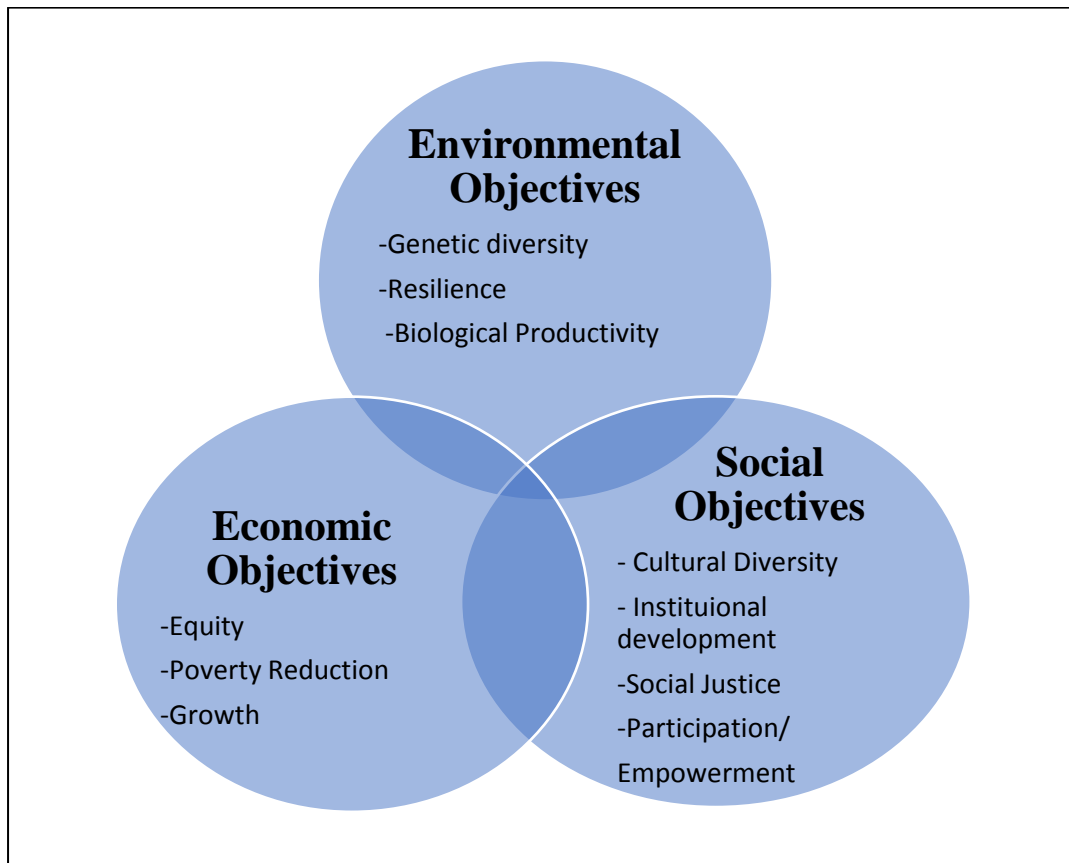 Environmental
Objectives
-Genetic diversity
-Resilience
-Biological Productivity
Economic
Objectives
-Equity
-Poverty Reduction
-Growth
Social
Objectives
- Cultural Diversity
- Instituional
development
-Social Justice
-Participation/
Empowerment